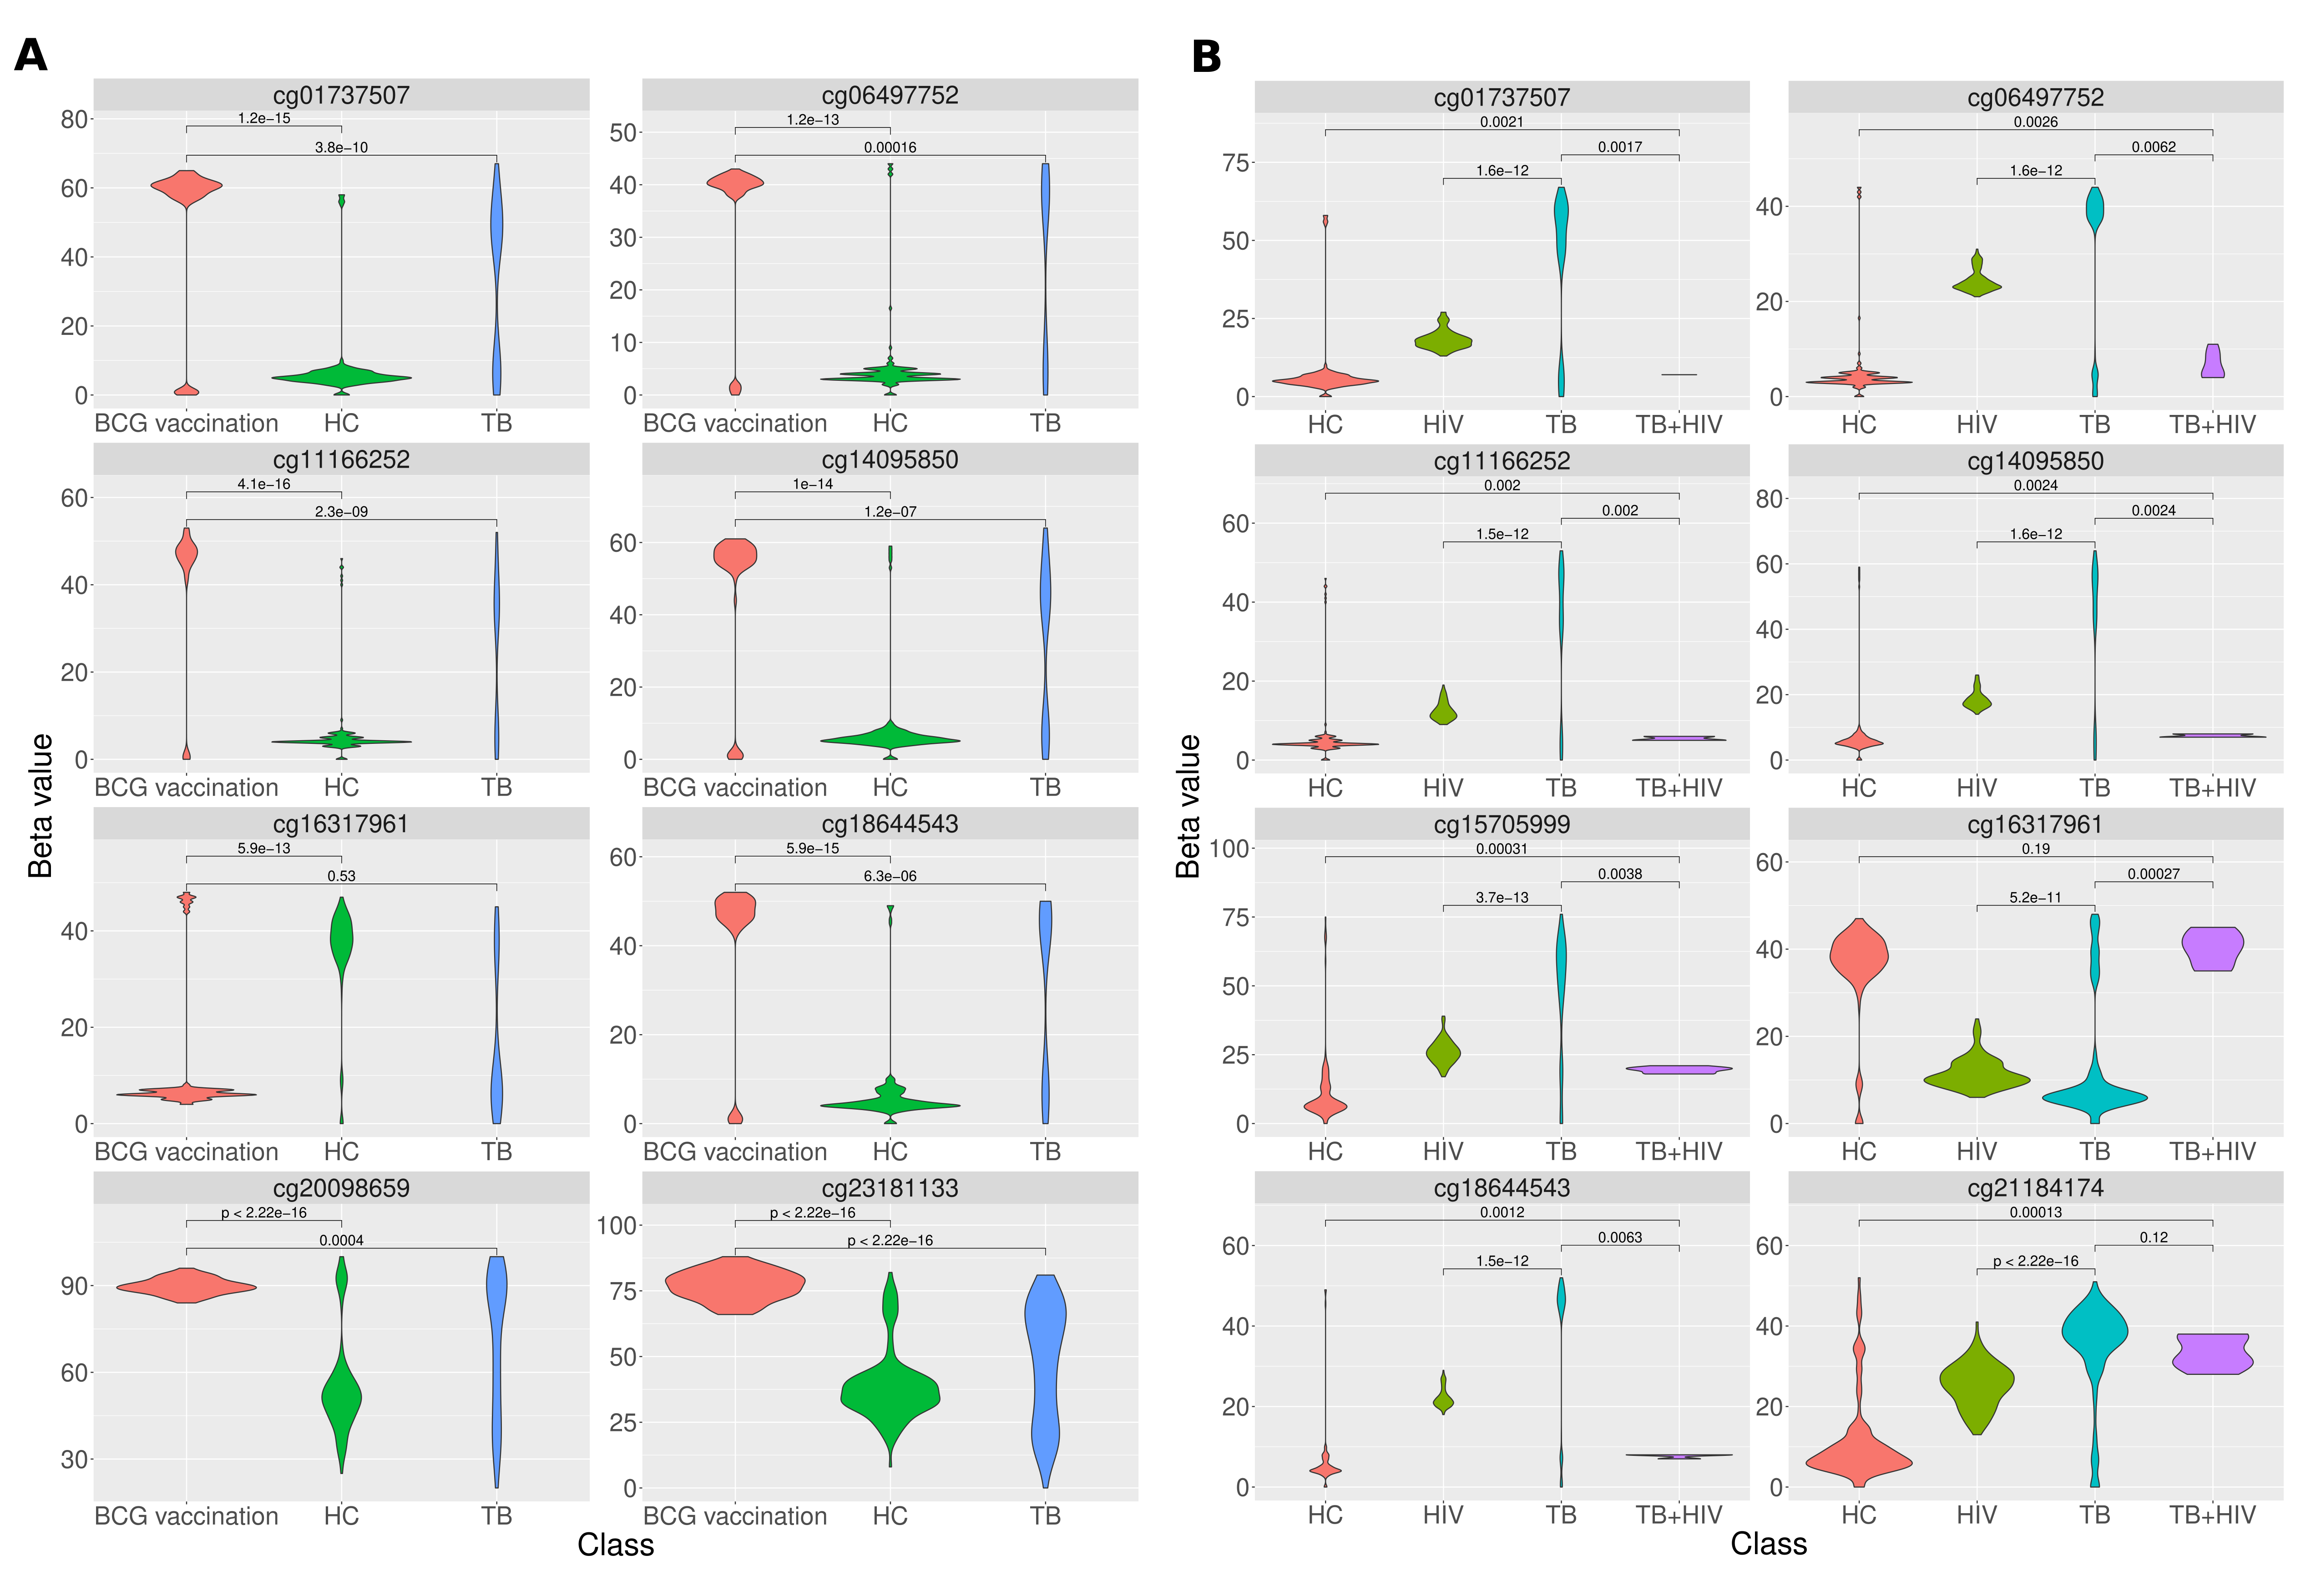 A
B
cg01737507
1.2e−15
3.8e−10
80
60
40
20
0
BCG vaccination HC TB
cg06497752
1.2e−13
0.00016
50
40
30
20
10
0
BCG vaccination HC TB
cg11166252
4.1e−16
2.3e−09
60
40
20
0
BCG vaccination HC TB
cg14095850
1e−14
1.2e−07
60
40
20
0
BCG vaccination HC TB
cg16317961
5.9e−13
0.53
40
20
0
BCG vaccination HC TB
cg18644543
5.9e−15
6.3e−06
60
40
20
0
BCG vaccination HC TB
cg20098659
p < 2.22e−16
0.0004
90
60
30
BCG vaccination HC TB
cg23181133
p < 2.22e−16
p < 2.22e−16
100
75
50
25
0
BCG vaccination HC TB
Beta value
Class
cg01737507
0.0021
0.0017
1.6e−12
75
50
25
0
HC HIV TB TB+HIV
cg06497752
0.0026
0.0062
1.6e−12
40
20
0
HC HIV TB TB+HIV
cg11166252
0.002
0.002
1.5e−12
60
40
20
0
HC HIV TB TB+HIV
cg14095850
0.0024
0.0024
1.6e−12
80
60
40
20
0
HC HIV TB TB+HIV
cg15705999
0.00031
0.0038
3.7e−13
100
75
50
25
0
HC HIV TB TB+HIV
cg16317961
0.19
0.00027
5.2e−11
60
40
20
0
HC HIV TB TB+HIV
cg18644543
0.0012
0.0063
1.5e−12
60
40
20
0
HC HIV TB TB+HIV
cg21184174
0.00013
0.12
p < 2.22e−16
60
40
20
0
HC HIV TB TB+HIV
Beta value
Class